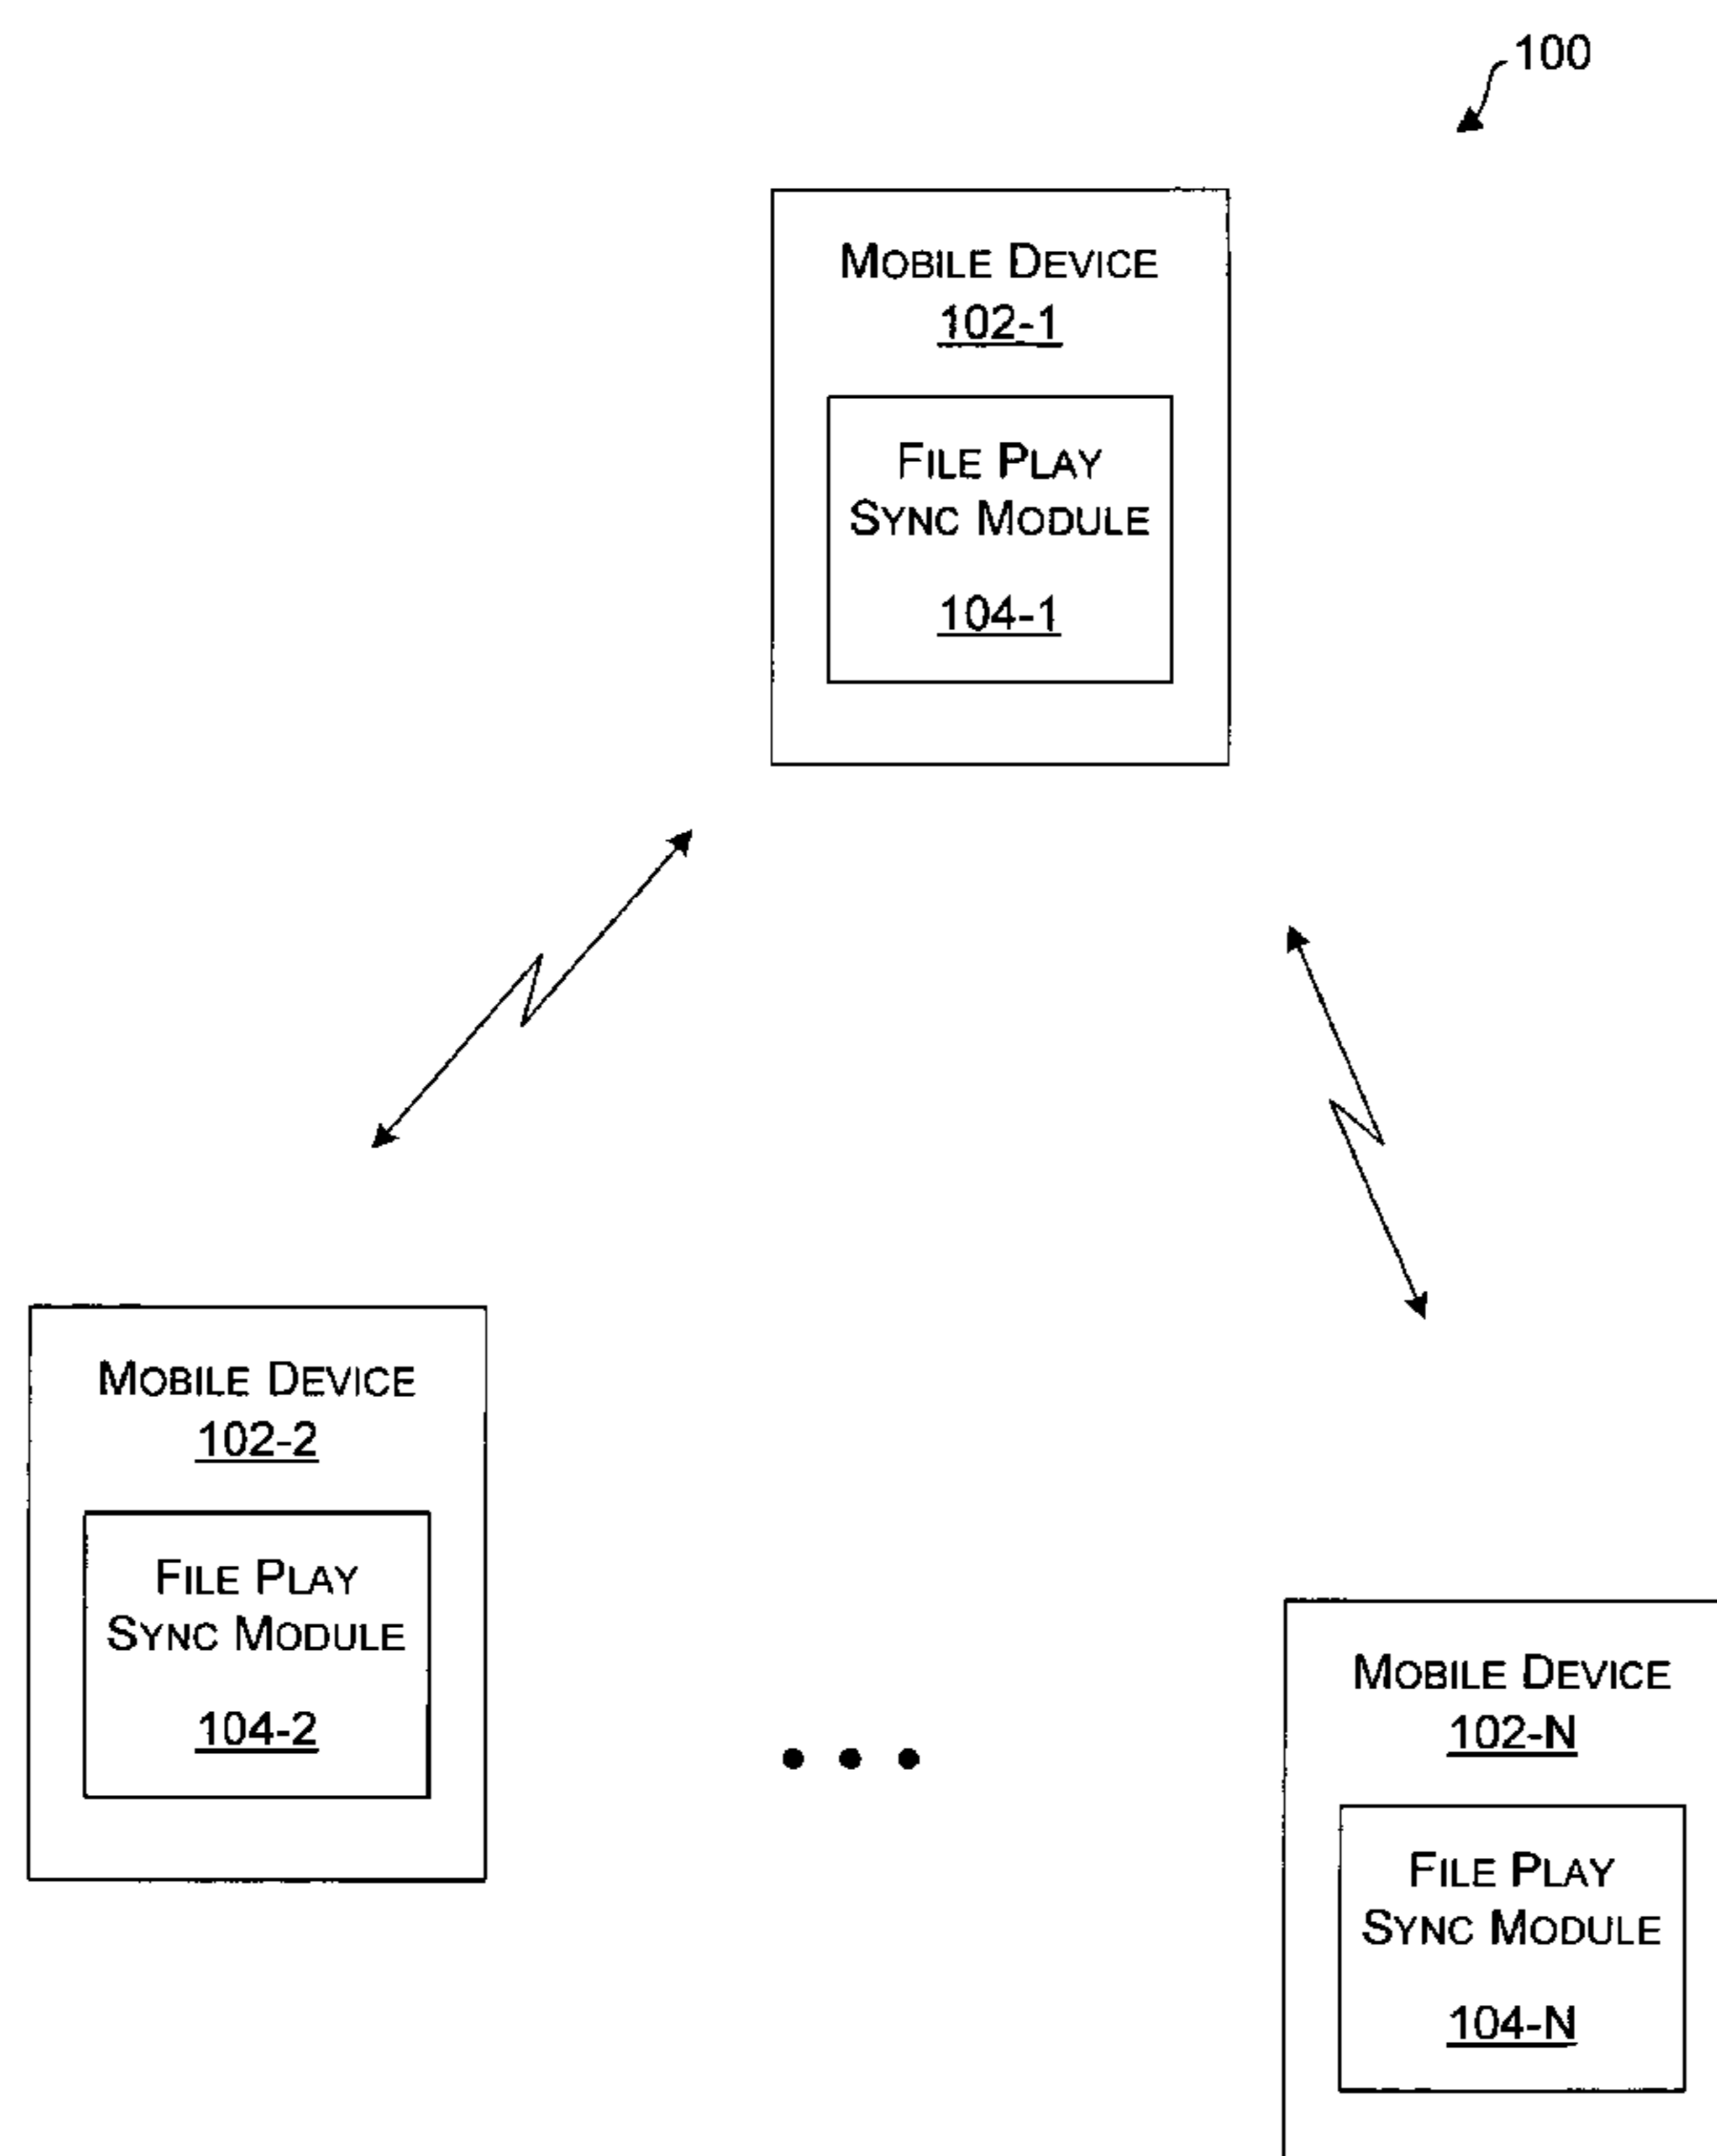 100
MOBILE DEVICE
102-1
FILE PLAY
SYNC MODULE
104-1
MOBILE DEVICE
102-2
FILE PLAY
SYNC MODULE
104-2
MOBILE DEVICE
102-N
FILE PLAY
SYNC MODULE
104-N